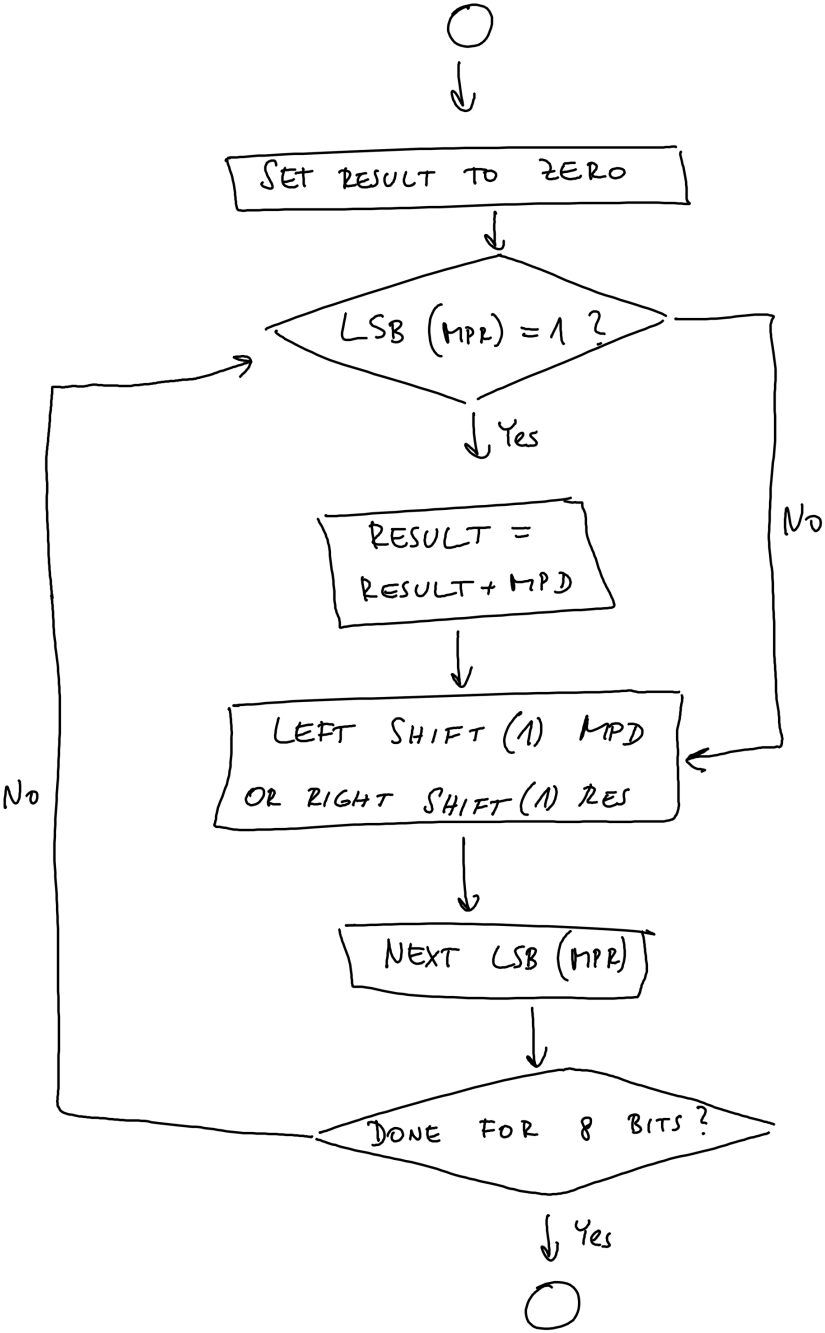 SET RESULT TO ZERO
LSB (MPR) = 1 ?
Yes
No
RESULT =
RESULT + MPD
LEFT SHIFT (1) MPD
OR RIGHT SHIFT (1) RES
No
NEXT LSB (MPR)
DONE FOR 8 BITS?
Yes